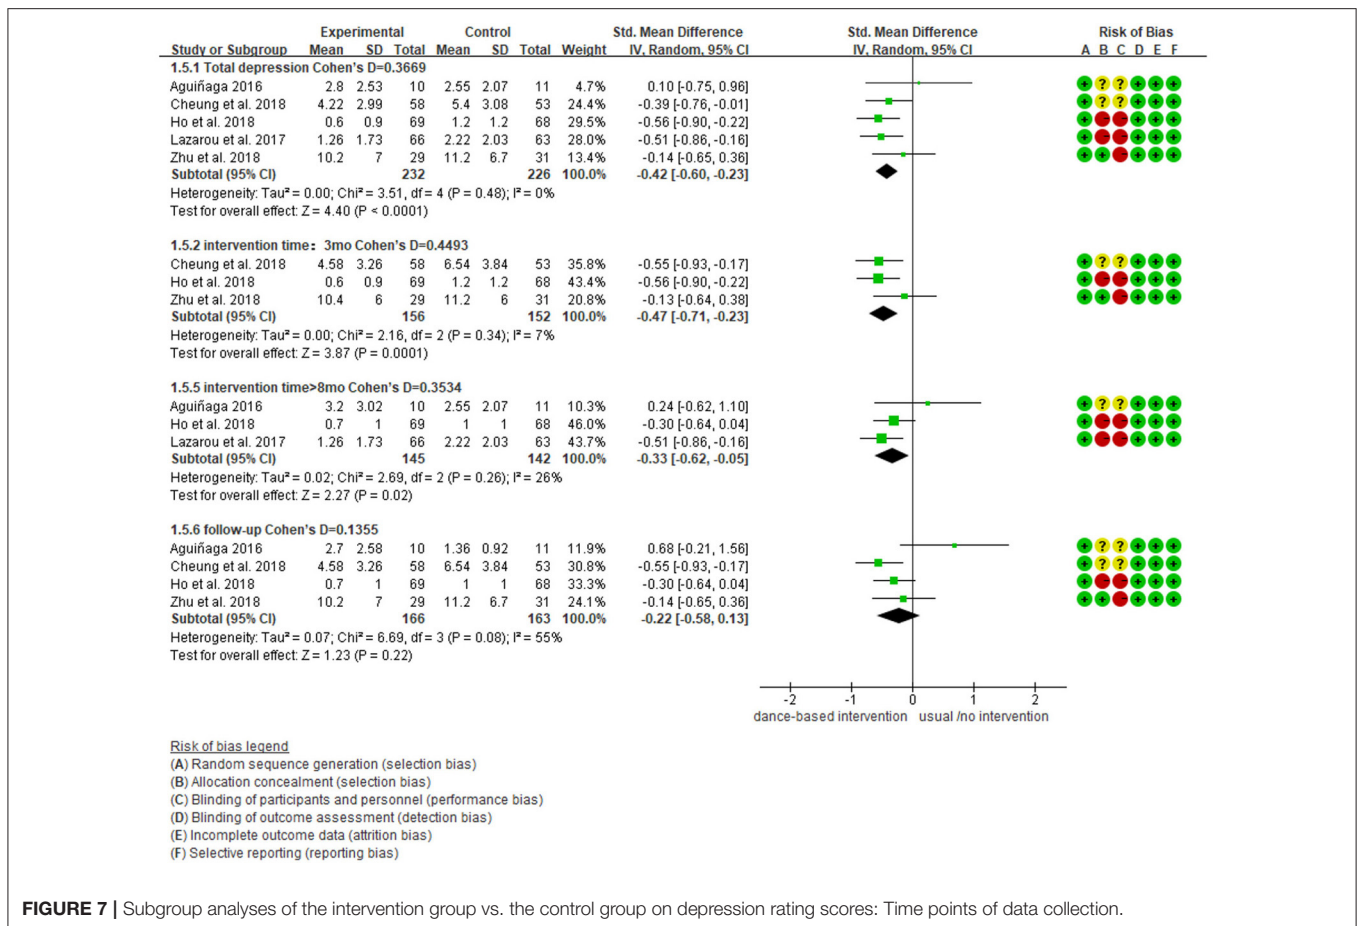 Experimental Control Std. Mean Difference Std. Mean Difference Risk of Bias
Study or Subgroup Mean SD Total Mean SD Total Weight IV, Random, 95% CI IV, Random, 95% CI A B C D E F
1.5.1 Total depression Cohen's D=0.3669
Aguiñaga 2016 2.8 2.53 10 2.55 2.07 11 4.7% 0.10 [-0.75, 0.96] + ? ? + + +
Cheung et al. 2018 4.22 2.99 58 5.4 3.08 53 24.4% -0.39 [-0.76, -0.01] + ? ? + + +
Ho et al. 2018 0.6 0.9 69 1.2 1.2 68 29.5% -0.56 [-0.90, -0.22] + - - + + +
Lazarou et al. 2017 1.26 1.73 66 2.22 2.03 63 28.0% -0.51 [-0.86, -0.16] + - - + + +
Zhu et al. 2018 10.2 7 29 11.2 6.7 31 13.4% -0.14 [-0.65, 0.36] + + - + + +
Subtotal (95% CI) 232 226 100.0% -0.42 [-0.60, -0.23]
Heterogeneity: Tau² = 0.00; Chi² = 3.51, df = 4 (P = 0.48); I² = 0%
Test for overall effect: Z = 4.40 (P < 0.0001)
1.5.2 intervention time：3mo Cohen's D=0.4493
Cheung et al. 2018 4.58 3.26 58 6.54 3.84 53 35.8% -0.55 [-0.93, -0.17] + ? ? + + +
Ho et al. 2018 0.6 0.9 69 1.2 1.2 68 43.4% -0.56 [-0.90, -0.22] + - - + + +
Zhu et al. 2018 10.4 6 29 11.2 6 31 20.8% -0.13 [-0.64, 0.38] + + - + + +
Subtotal (95% CI) 156 152 100.0% -0.47 [-0.71, -0.23]
Heterogeneity: Tau² = 0.00; Chi² = 2.16, df = 2 (P = 0.34); I² = 7%
Test for overall effect: Z = 3.87 (P = 0.0001)
1.5.5 intervention time>8mo Cohen's D=0.3534
Aguiñaga 2016 3.2 3.02 10 2.55 2.07 11 10.3% 0.24 [-0.62, 1.10] + ? ? + + +
Ho et al. 2018 0.7 1 69 1 1 68 46.0% -0.30 [-0.64, 0.04] + - - + + +
Lazarou et al. 2017 1.26 1.73 66 2.22 2.03 63 43.7% -0.51 [-0.86, -0.16] + - - + + +
Subtotal (95% CI) 145 142 100.0% -0.33 [-0.62, -0.05]
Heterogeneity: Tau² = 0.02; Chi² = 2.69, df = 2 (P = 0.26); I² = 26%
Test for overall effect: Z = 2.27 (P = 0.02)
1.5.6 follow-up Cohen's D=0.1355
Aguiñaga 2016 2.7 2.58 10 1.36 0.92 11 11.9% 0.68 [-0.21, 1.56] + ? ? + + +
Cheung et al. 2018 4.58 3.26 58 6.54 3.84 53 30.8% -0.55 [-0.93, -0.17] + ? ? + + +
Ho et al. 2018 0.7 1 69 1 1 68 33.3% -0.30 [-0.64, 0.04] + - - + + +
Zhu et al. 2018 10.2 7 29 11.2 6.7 31 24.1% -0.14 [-0.65, 0.36] + + - + + +
Subtotal (95% CI) 166 163 100.0% -0.22 [-0.58, 0.13]
Heterogeneity: Tau² = 0.07; Chi² = 6.69, df = 3 (P = 0.08); I² = 55%
Test for overall effect: Z = 1.23 (P = 0.22)
-2 -1 0 1 2
dance-based intervention usual /no intervention
Risk of bias legend
(A) Random sequence generation (selection bias)
(B) Allocation concealment (selection bias)
(C) Blinding of participants and personnel (performance bias)
(D) Blinding of outcome assessment (detection bias)
(E) Incomplete outcome data (attrition bias)
(F) Selective reporting (reporting bias)
FIGURE 7 | Subgroup analyses of the intervention group vs. the control group on depression rating scores: Time points of data collection.